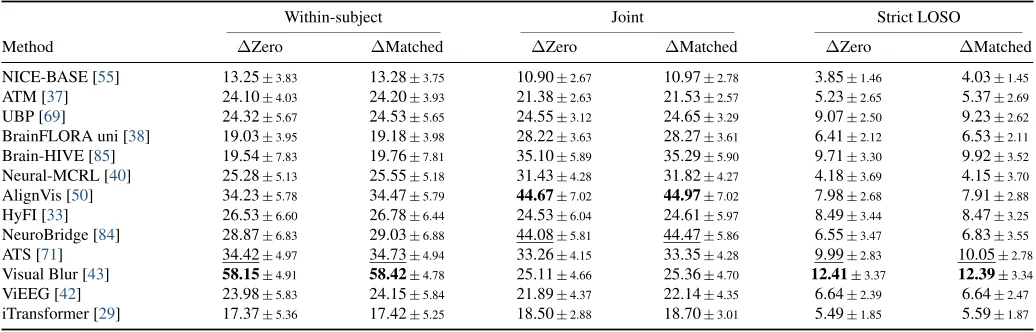 Within-subject Joint Strict LOSO
Method ΔZero ΔMatched ΔZero ΔMatched ΔZero ΔMatched
NICE-BASE [55] 13.25 ± 3.83 13.28 ± 3.75 10.90 ± 2.67 10.97 ± 2.78 3.85 ± 1.46 4.03 ± 1.45
ATM [37] 24.10 ± 4.03 24.20 ± 3.93 21.38 ± 2.63 21.53 ± 2.57 5.23 ± 2.65 5.37 ± 2.69
UBP [69] 24.32 ± 5.67 24.53 ± 5.65 24.55 ± 3.12 24.65 ± 3.29 9.07 ± 2.50 9.23 ± 2.62
BrainFLORA uni [38] 19.03 ± 3.95 19.18 ± 3.98 28.22 ± 3.63 28.27 ± 3.61 6.41 ± 2.12 6.53 ± 2.11
Brain-HIVE [85] 19.54 ± 7.83 19.76 ± 7.81 35.10 ± 5.89 35.29 ± 5.90 9.71 ± 3.30 9.92 ± 3.52
Neural-MCRL [40] 25.28 ± 5.13 25.55 ± 5.18 31.43 ± 4.28 31.82 ± 4.27 4.18 ± 3.69 4.15 ± 3.70
AlignVis [50] 34.23 ± 5.78 34.47 ± 5.79 44.67 ± 7.02 44.97 ± 7.02 7.98 ± 2.68 7.91 ± 2.88
HyFI [33] 26.53 ± 6.60 26.78 ± 6.44 24.53 ± 6.04 24.61 ± 5.97 8.49 ± 3.44 8.47 ± 3.25
NeuroBridge [84] 28.87 ± 6.83 29.03 ± 6.88 44.08 ± 5.81 44.47 ± 5.86 6.55 ± 3.47 6.83 ± 3.55
ATS [71] 34.42 ± 4.97 34.73 ± 4.94 33.26 ± 4.15 33.35 ± 4.28 9.99 ± 2.83 10.05 ± 2.78
Visual Blur [43] 58.15 ± 4.91 58.42 ± 4.78 25.11 ± 4.66 25.36 ± 4.70 12.41 ± 3.37 12.39 ± 3.34
ViEEG [42] 23.98 ± 5.83 24.15 ± 5.84 21.89 ± 4.37 22.14 ± 4.35 6.64 ± 2.39 6.64 ± 2.47
iTransformer [29] 17.37 ± 5.36 17.42 ± 5.25 18.50 ± 2.88 18.70 ± 3.01 5.49 ± 1.85 5.59 ± 1.87